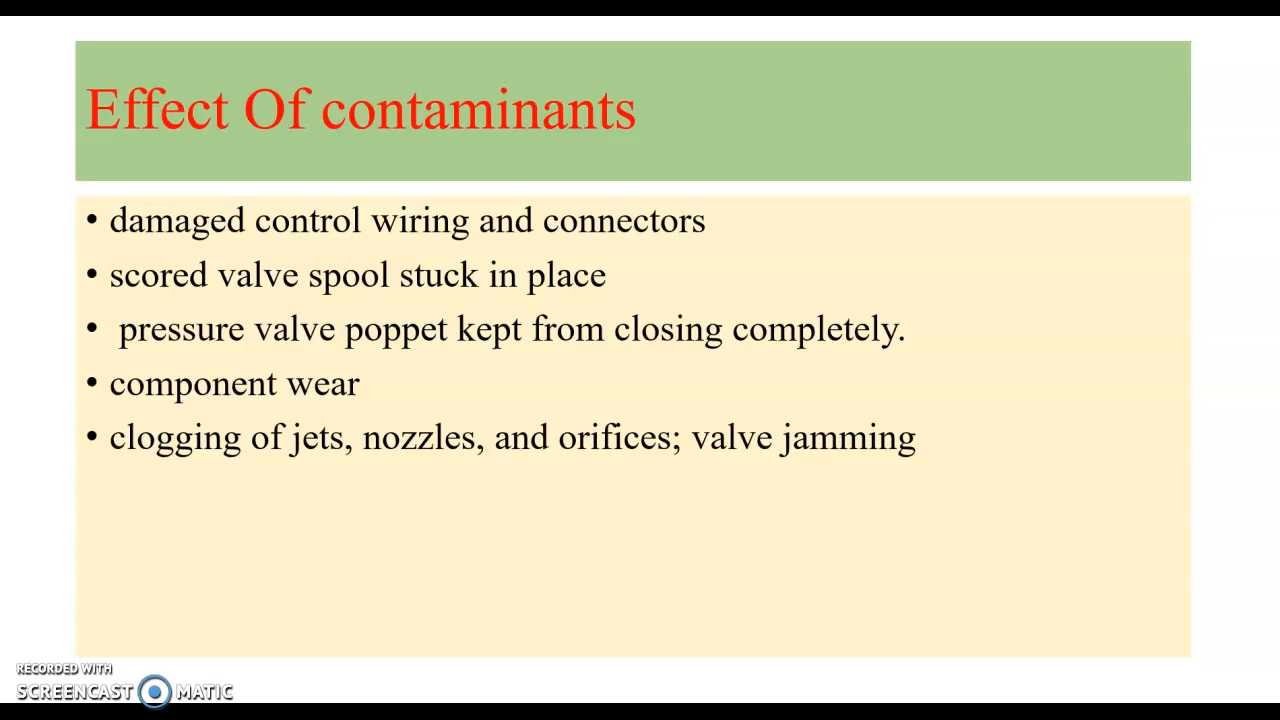 Effect Of contaminants
• damaged control wiring and connectors
• scored valve spool stuck in place
• pressure valve poppet kept from closing completely.
• component wear
• clogging of jets, nozzles, and orifices; valve jamming
RECORDED WITH
SCREENCAST MATIC